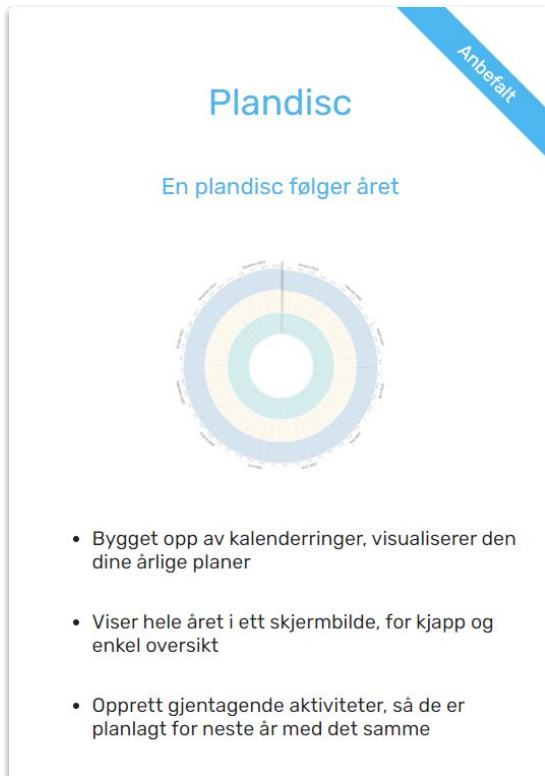 Anbefalt
Plandisc
En plandisc følger året
• Bygget opp av kalenderringer, visualiserer den
dine årlige planer
• Viser hele året i ett skjermbilde, for kjapp og
enkel oversikt
• Opprett gjentagende aktiviteter, så de er
planlagt for neste år med det samme